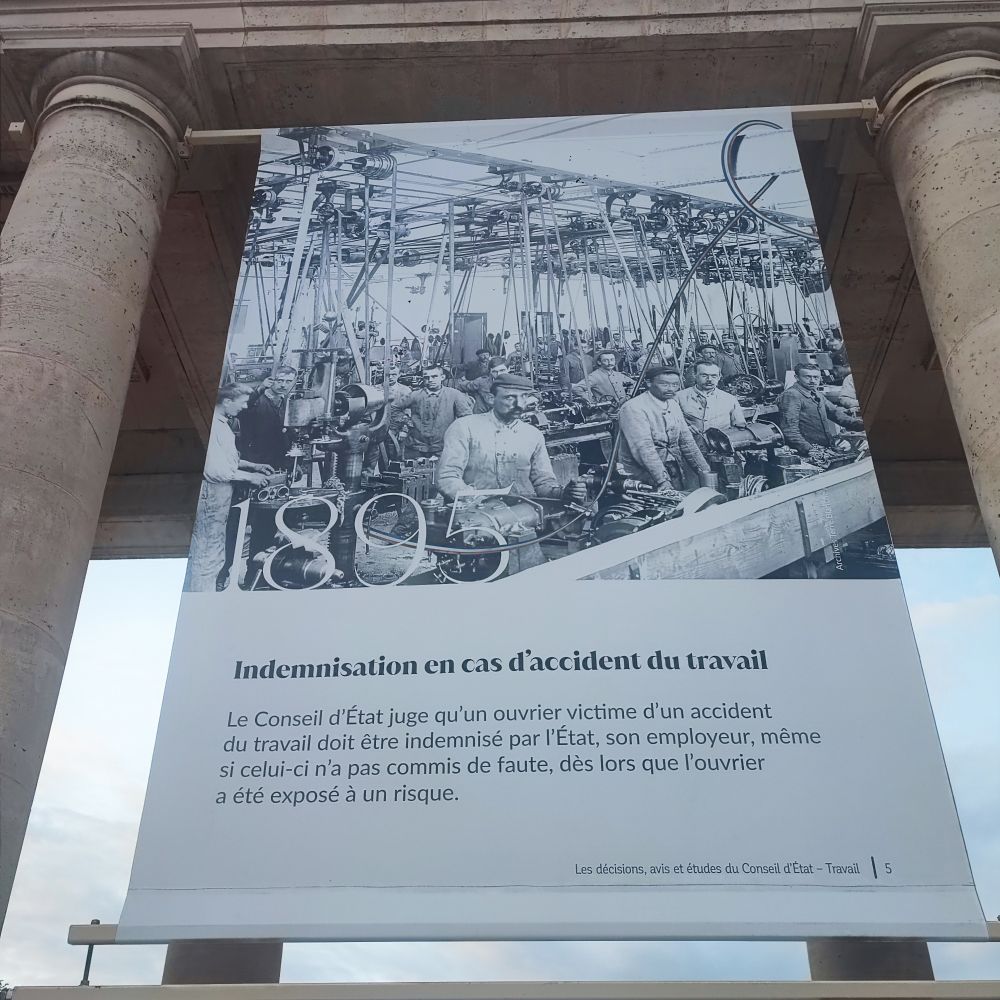 1895
Indemnisation en cas d'accident du travail
Le Conseil d'État juge qu'un ouvrier victime d'un accident
du travail doit être indemnisé par l'État, son employeur, même
si celui-ci n'a pas commis de faute, dès lors que l'ouvrier
a été exposé à un risque.
Les décisions, avis et études du Conseil d'État – Travail | 5